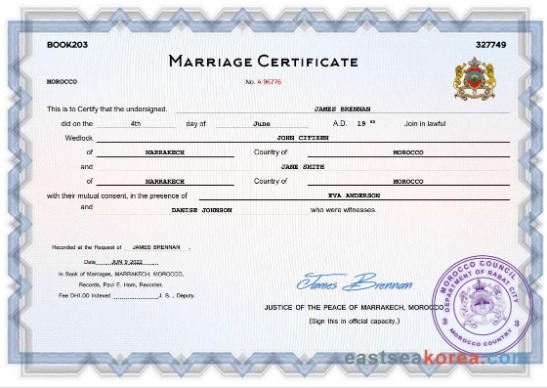 BOOK203
327749
MARRIAGE CERTIFICATE
MOROCCO
No. A 96776
This is to Certify that the undersigned. JAMES BRENNAN
did on the 4th day of June A.D. 19 Join in lawful
Wedlock JOHN CITIZEN
of MARRAKECH Country of MOROCCO
and JANE SMITH
of MARRAKECH Country of MOROCCO
with their mutual consent, in the presence of EVA ANDERSON
and DANISE JOHNSON who were witnesses
Recorded at the Request of JAMES BRENNAN ,
Date JUN 9 2022
In Book of Marriages, MARRAKECH, MOROCCO,
Records, Paul E. Horn, Recorder.
Fee DH1.00 Indexed J. S. , Deputy.
James Brennan
JUSTICE OF THE PEACE OF MARRAKECH, MOROCCO
(Sign this in official capacity.)
MOROCCO COUNCIL
DEPARTMENT OF RABAT CITY
MOROCCO COUNTRY
eastseakorea.com